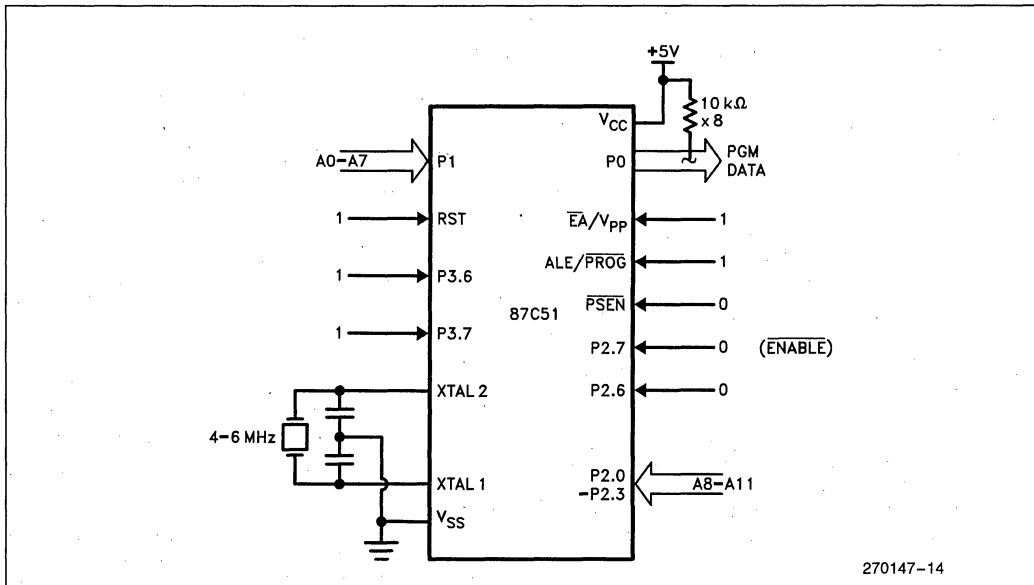 +5V
10 kΩ
x 8
VCC
A0-A7
P1
P0
PGM
DATA
1
RST
EA/VPP
1
ALE/PROG
1
1
P3.6
PSEN
0
87C51
1
P3.7
P2.7
0
(ENABLE)
P2.6
0
XTAL 2
4-6 MHz
XTAL 1
P2.0
-P2.3
A8-A11
VSS
270147-14